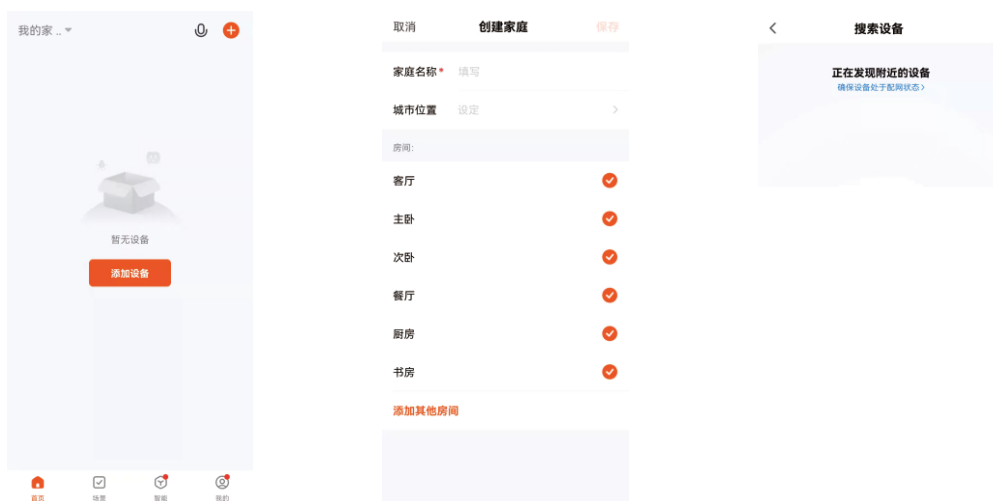 我的家 ..
暂无设备
添加设备
首页
场景
智能
我的
取消
创建家庭
保存
家庭名称*
填写
城市位置
设定
房间:
客厅
主卧
次卧
餐厅
厨房
书房
添加其他房间
搜索设备
正在发现附近的设备
确保设备处于配网状态>